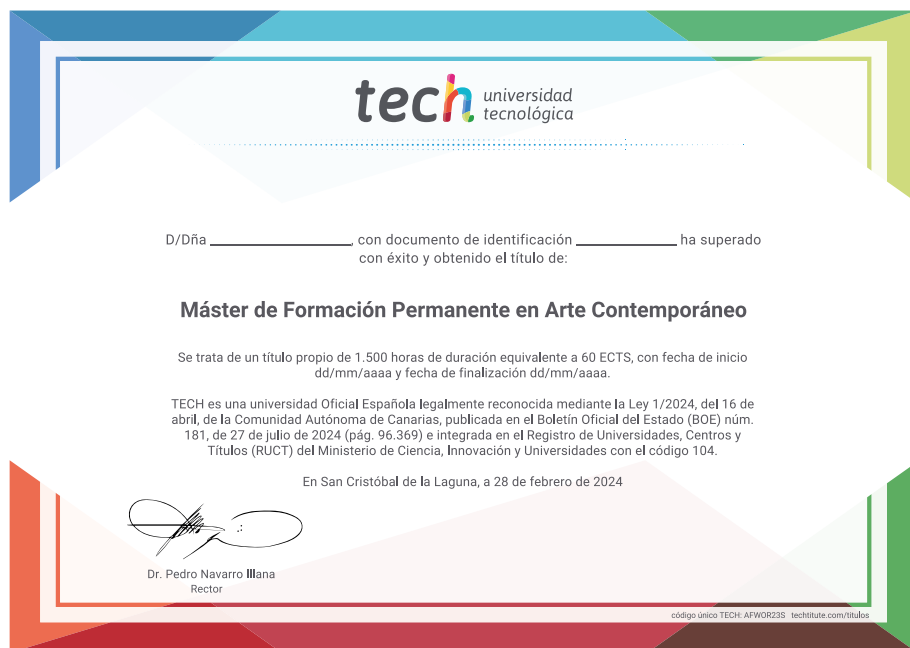 tech universidad
tecnológica
D/Dña ________________, con documento de identificación ____________ ha superado
con éxito y obtenido el título de:
Máster de Formación Permanente en Arte Contemporáneo
Se trata de un título propio de 1.500 horas de duración equivalente a 60 ECTS, con fecha de inicio
dd/mm/aaaa y fecha de finalización dd/mm/aaaa.
TECH es una universidad Oficial Española legalmente reconocida mediante la Ley 1/2024, del 16 de
abril, de la Comunidad Autónoma de Canarias, publicada en el Boletín Oficial del Estado (BOE) núm.
181, de 27 de julio de 2024 (pág. 96.369) e integrada en el Registro de Universidades, Centros y
Títulos (RUCT) del Ministerio de Ciencia, Innovación y Universidades con el código 104.
En San Cristóbal de la Laguna, a 28 de febrero de 2024
Dr. Pedro Navarro Illana
Rector
código único TECH: AFWOR23S techtitute.com/titulos